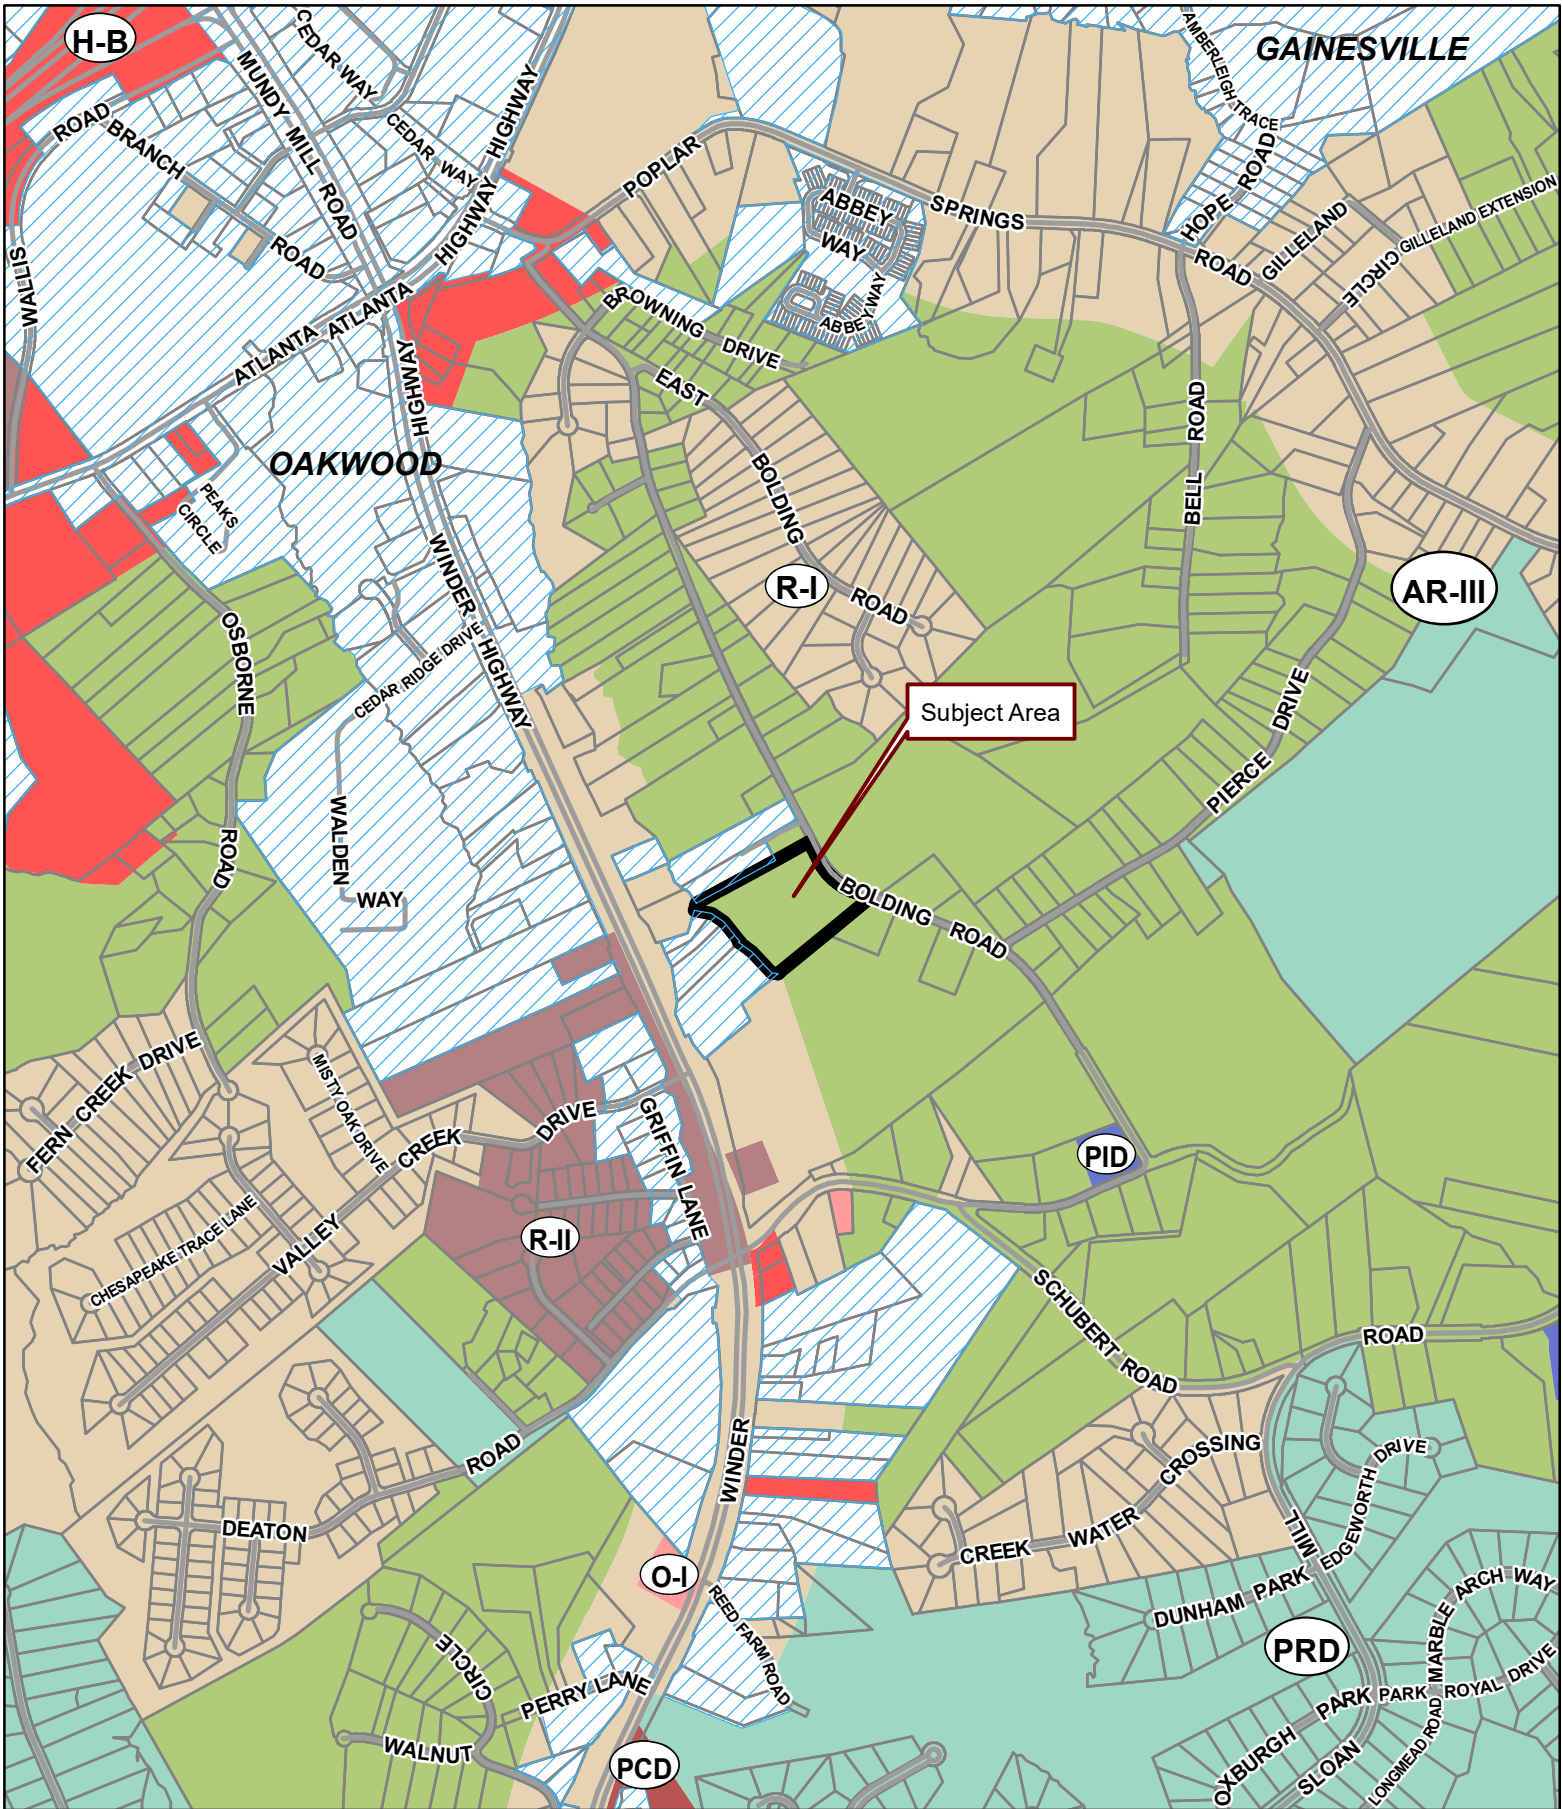 H-B
GAINESVILLE
CEDAR WAY
MUNDY MILL ROAD
CEDAR WAY
HIGHWAY
HIGHWAY
AMBERLEIGH TRACE
ROAD
BRANCH
ROAD
WALLIS
POPLAR
SPRINGS
ROAD
ABBEY
WAY
ABBEY WAY
HOPE ROAD
GILLELAND
CIRCLE
GILLELAND EXTENSION
ATLANTA
ATLANTA
HIGHWAY
BROWNING DRIVE
EAST
BOLDING
ROAD
BELL ROAD
OAKWOOD
PEAKS
CIRCLE
WINDER HIGHWAY
R-I
AR-III
OSBORNE
ROAD
CEDAR RIDGE DRIVE
WALDEN
WAY
Subject Area
PIERCE DRIVE
BOLDING ROAD
FERN CREEK DRIVE
MISTY OAK DRIVE
VALLEY CREEK DRIVE
GRIFFIN LANE
PID
CHESAPEAKE TRACE LANE
R-II
SCHUBERT ROAD
ROAD
WINDER
DEATON
ROAD
CREEK WATER CROSSING
MILL
EDGEWORTH DRIVE
O-I
REED FARM ROAD
DUNHAM PARK
MARBLE ARCH WAY
PRD
CIRCLE
WALNUT
PERRY LANE
PCD
OXBURGH PARK
PARK ROYAL DRIVE
SLOAN
LONGMEAD ROAD